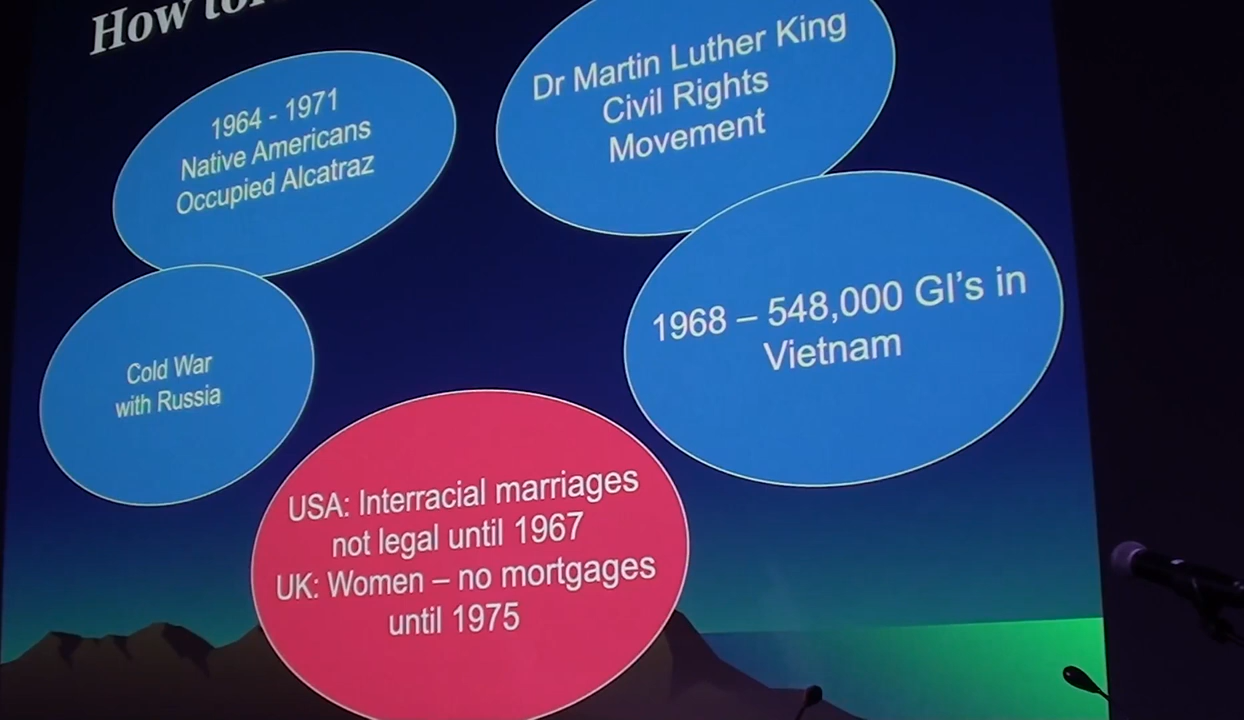 How
1964 - 1971
Native Americans
Occupied Alcatraz
Dr Martin Luther King
Civil Rights
Movement
Cold War
with Russia
1968 – 548,000 GI's in
Vietnam
USA: Interracial marriages
not legal until 1967
UK: Women – no mortgages
until 1975